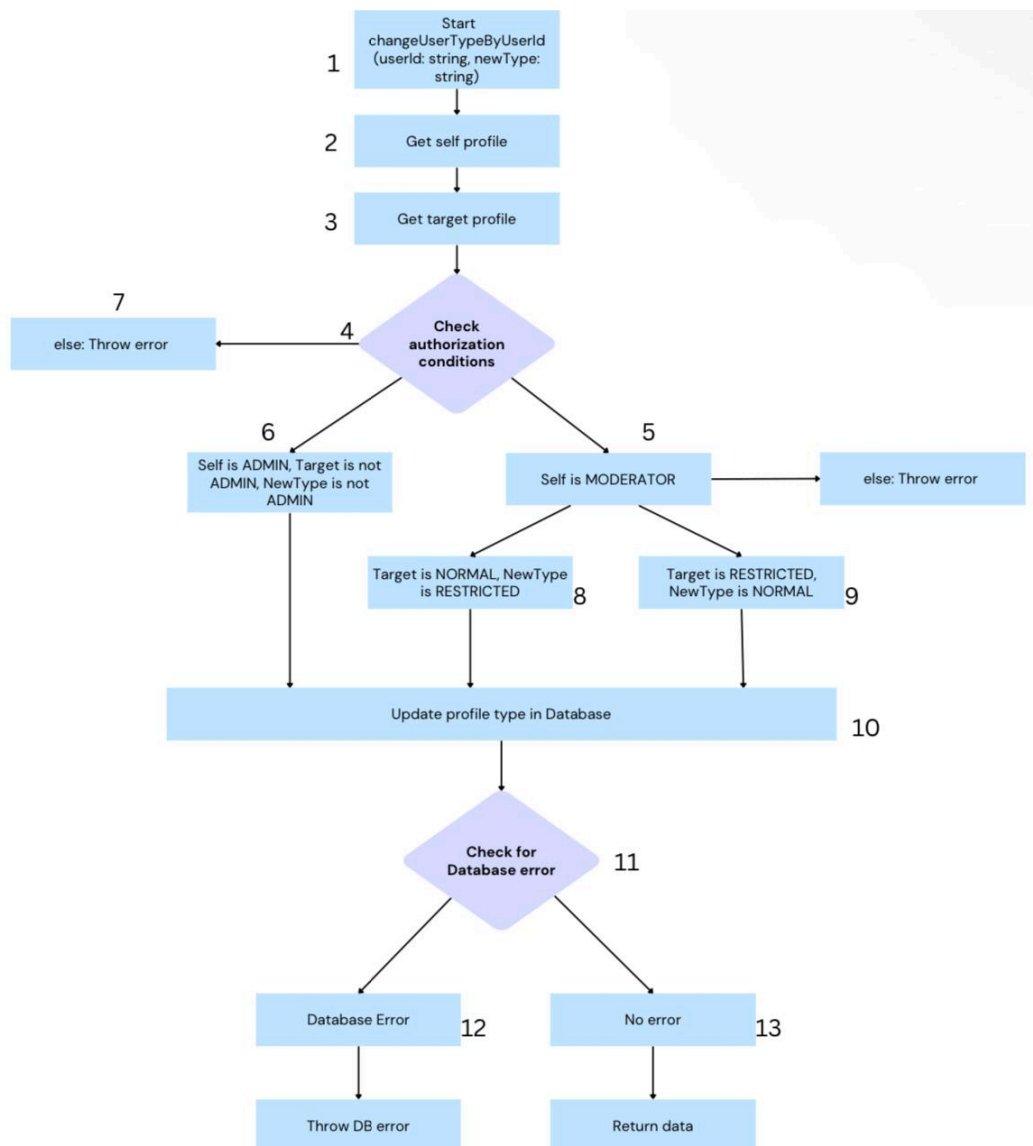 Start
changeUserTypeByUserId
(userId: string, newType:
string)
1
Get self profile
2
Get target profile
3
7
else: Throw error
4
Check
authorization
conditions
6
Self is ADMIN, Target is not
ADMIN, NewType is not
ADMIN
5
Self is MODERATOR
else: Throw error
Target is NORMAL, NewType
is RESTRICTED
8
Target is RESTRICTED,
NewType is NORMAL
9
Update profile type in Database
10
Check for
Database error
11
Database Error
12
No error
13
Throw DB error
Return data